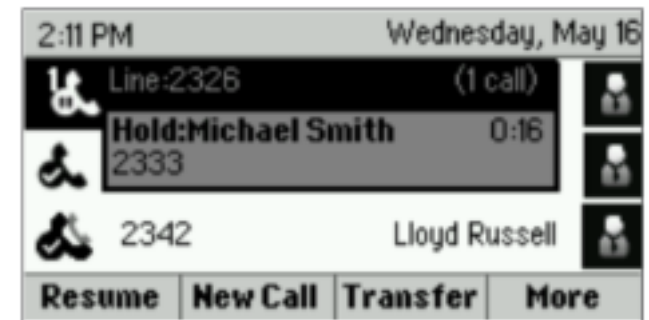 2:11 PM Wednesday, May 16
Line:2326 (1 call)
Hold:Michael Smith 0:16
2333
2342 Lloyd Russell
Resume New Call Transfer More